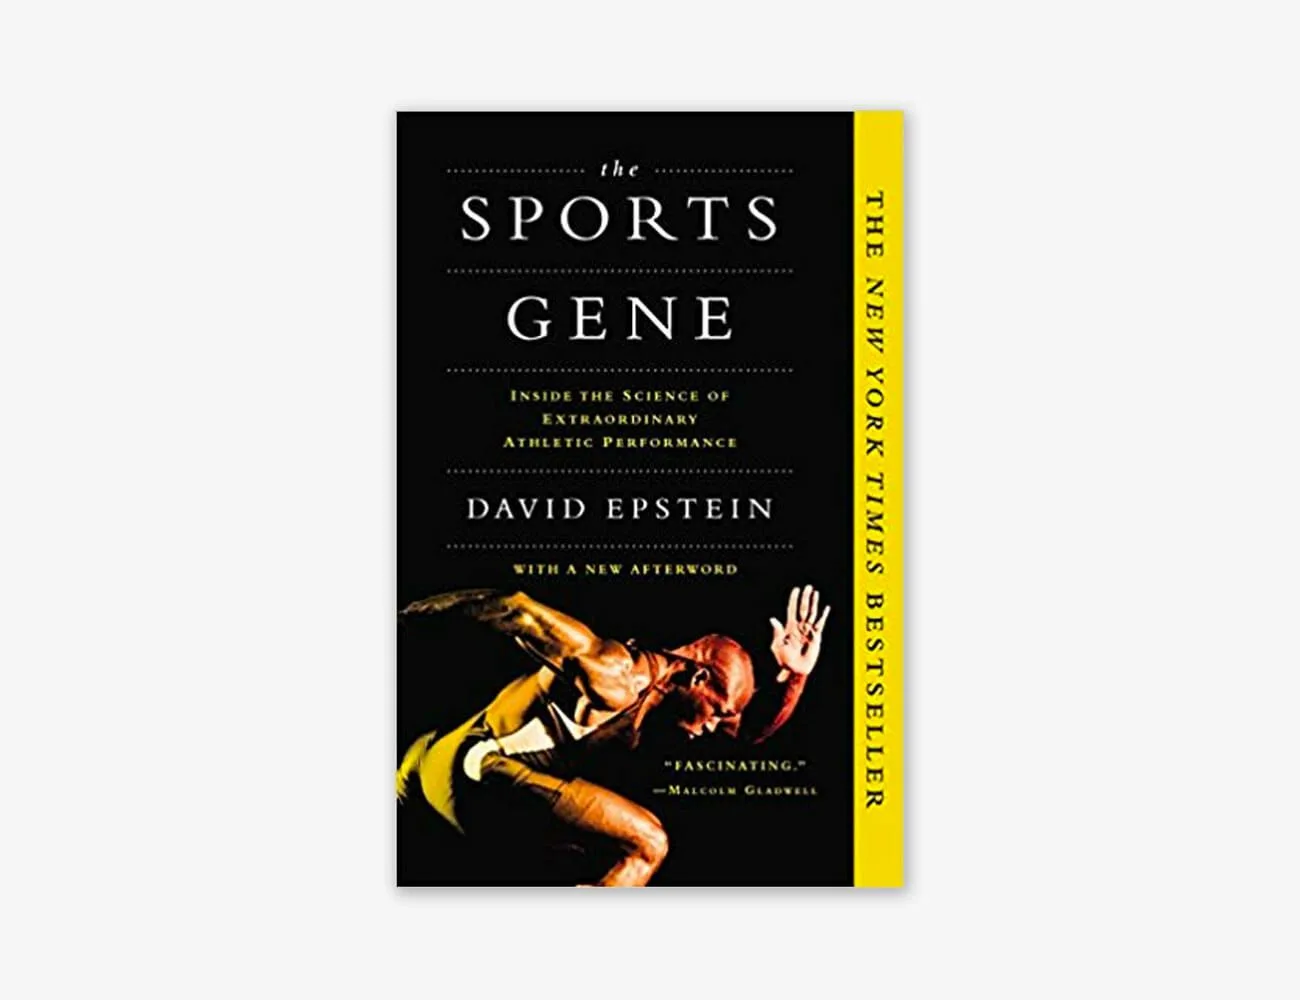 the
SPORTS
GENE
INSIDE THE SCIENCE OF
EXTRAORDINARY
ATHLETIC PERFORMANCE
DAVID EPSTEIN
WITH A NEW AFTERWORD
"FASCINATING."
—MALCOLM GLADWELL
THE NEW YORK TIMES BESTSELLER